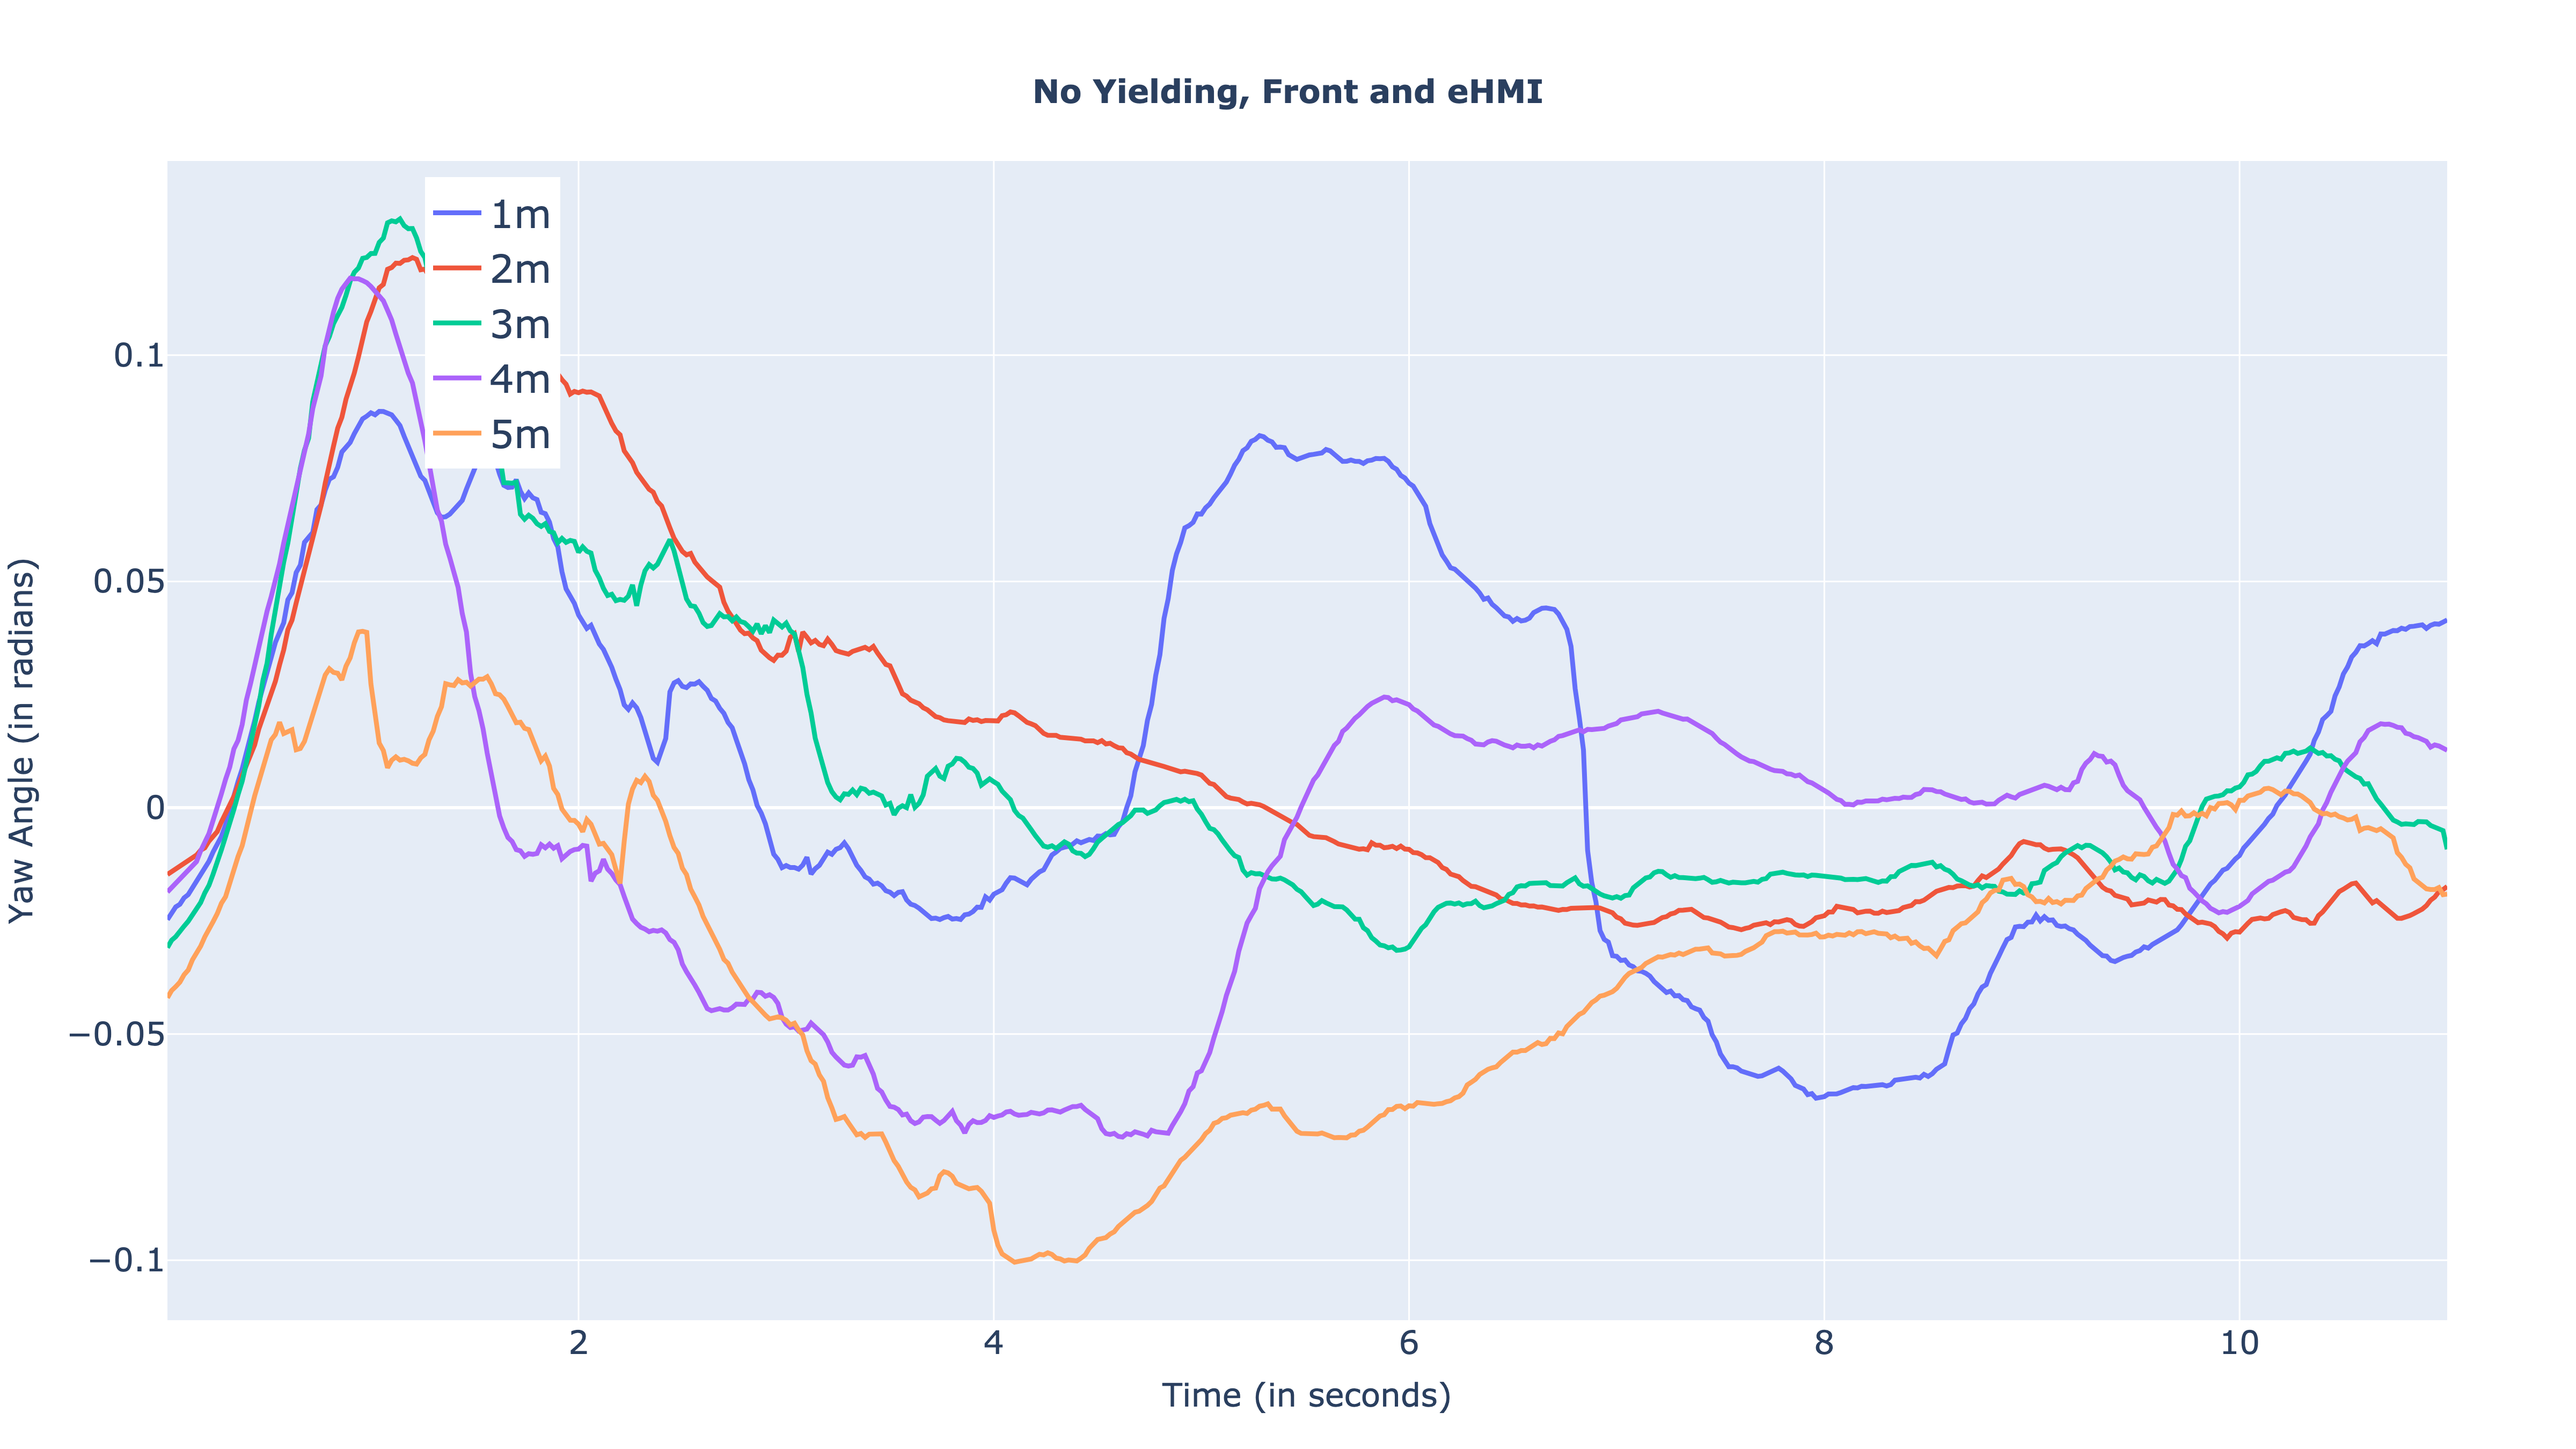 No Yielding, Front and eHMI
1m
2m
3m
4m
5m
0.1
0.05
0
−0.05
−0.1
Yaw Angle (in radians)
2 4 6 8 10
Time (in seconds)